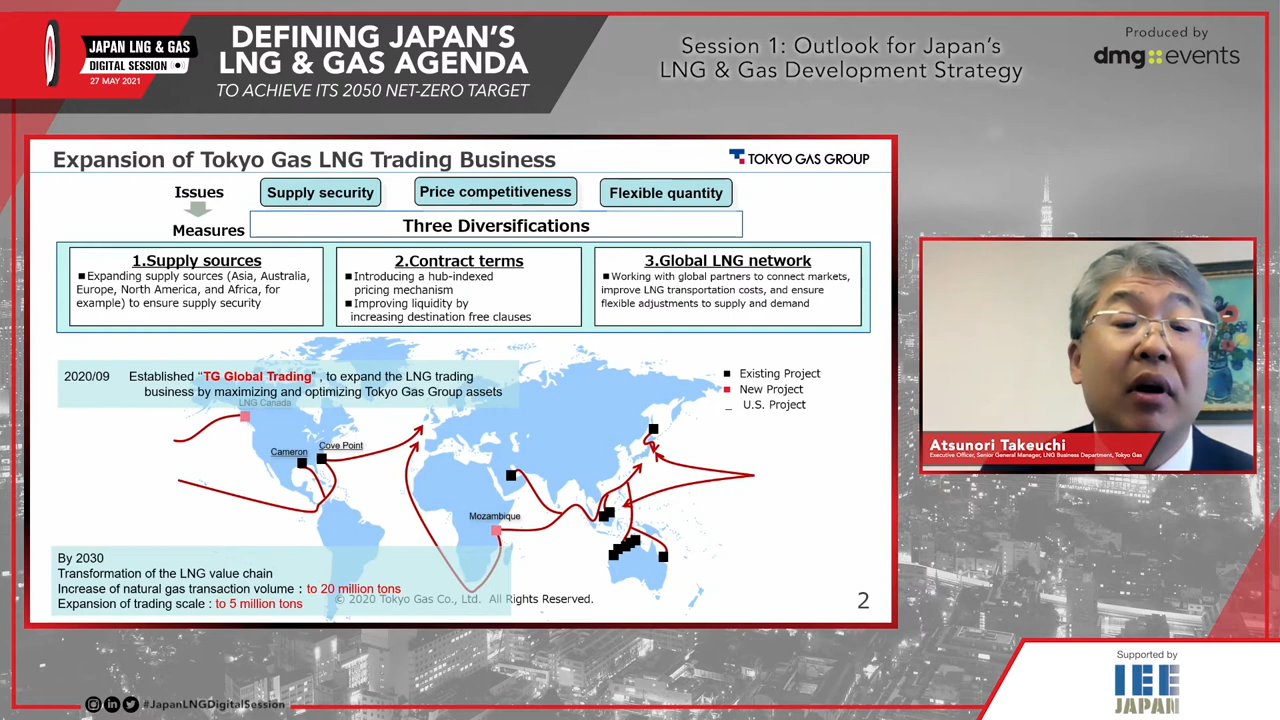 JAPAN LNG & GAS
DIGITAL SESSION
27 MAY 2021
DEFINING JAPAN'S
LNG & GAS AGENDA
TO ACHIEVE ITS 2050 NET-ZERO TARGET
Session 1: Outlook for Japan's
LNG & Gas Development Strategy
Produced by
dmg::events
Expansion of Tokyo Gas LNG Trading Business
TOKYO GAS GROUP
Issues
Supply security
Price competitiveness
Flexible quantity
Measures
Three Diversifications
1.Supply sources
■Expanding supply sources (Asia, Australia,
Europe, North America, and Africa, for
example) to ensure supply security
2.Contract terms
■Introducing a hub-indexed
pricing mechanism
■Improving liquidity by
increasing destination free clauses
3.Global LNG network
■Working with global partners to connect markets,
improve LNG transportation costs, and ensure
flexible adjustments to supply and demand
2020/09 Established "TG Global Trading" , to expand the LNG trading
business by maximizing and optimizing Tokyo Gas Group assets
LNG Canada
Existing Project
New Project
_ U.S. Project
Cameron
Cove Point
Mozambique
By 2030
Transformation of the LNG value chain
Increase of natural gas transaction volume : to 20 million tons
Expansion of trading scale : to 5 million tons
© 2020 Tokyo Gas Co., Ltd. All Rights Reserved.
2
Atsunori Takeuchi
Executive Officer, Senior General Manager, LNG Business Department, Tokyo Gas
#JapanLNGDigitalSession
Supported by
IEE
JAPAN